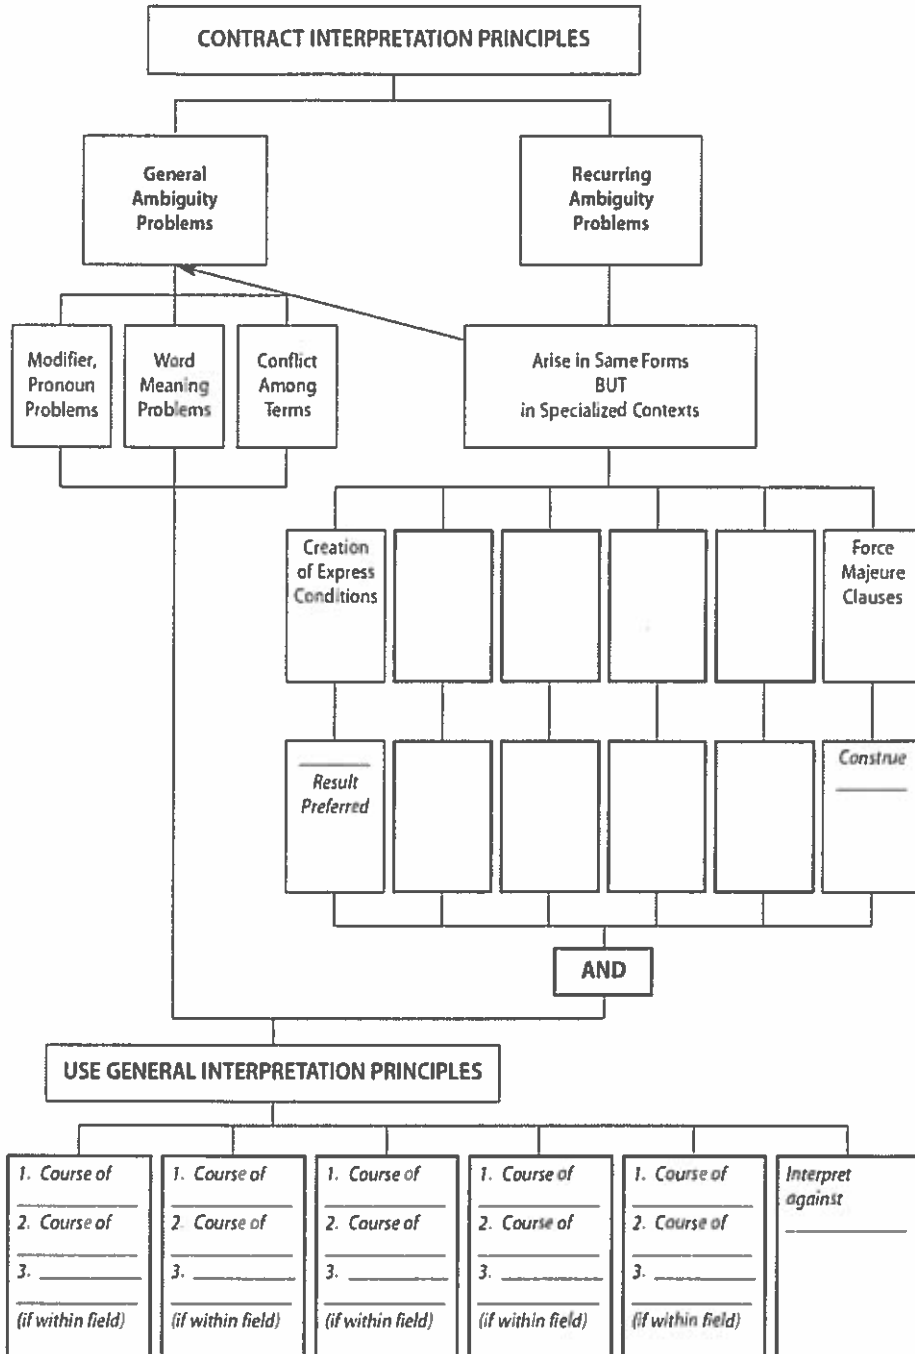 CONTRACT INTERPRETATION PRINCIPLES
General
Ambiguity
Problems
Recurring
Ambiguity
Problems
Modifier,
Pronoun
Problems
Word
Meaning
Problems
Conflict
Among
Terms
Arise in Same Forms
BUT
in Specialized Contexts
Creation
of Express
Conditions
Force
Majeure
Clauses
Result
Preferred
Construe
AND
USE GENERAL INTERPRETATION PRINCIPLES
1. Course of
2. Course of
3.
(if within field)
1. Course of
2. Course of
3.
(if within field)
1. Course of
2. Course of
3.
(if within field)
1. Course of
2. Course of
3.
(if within field)
1. Course of
2. Course of
3.
(if within field)
Interpret
against